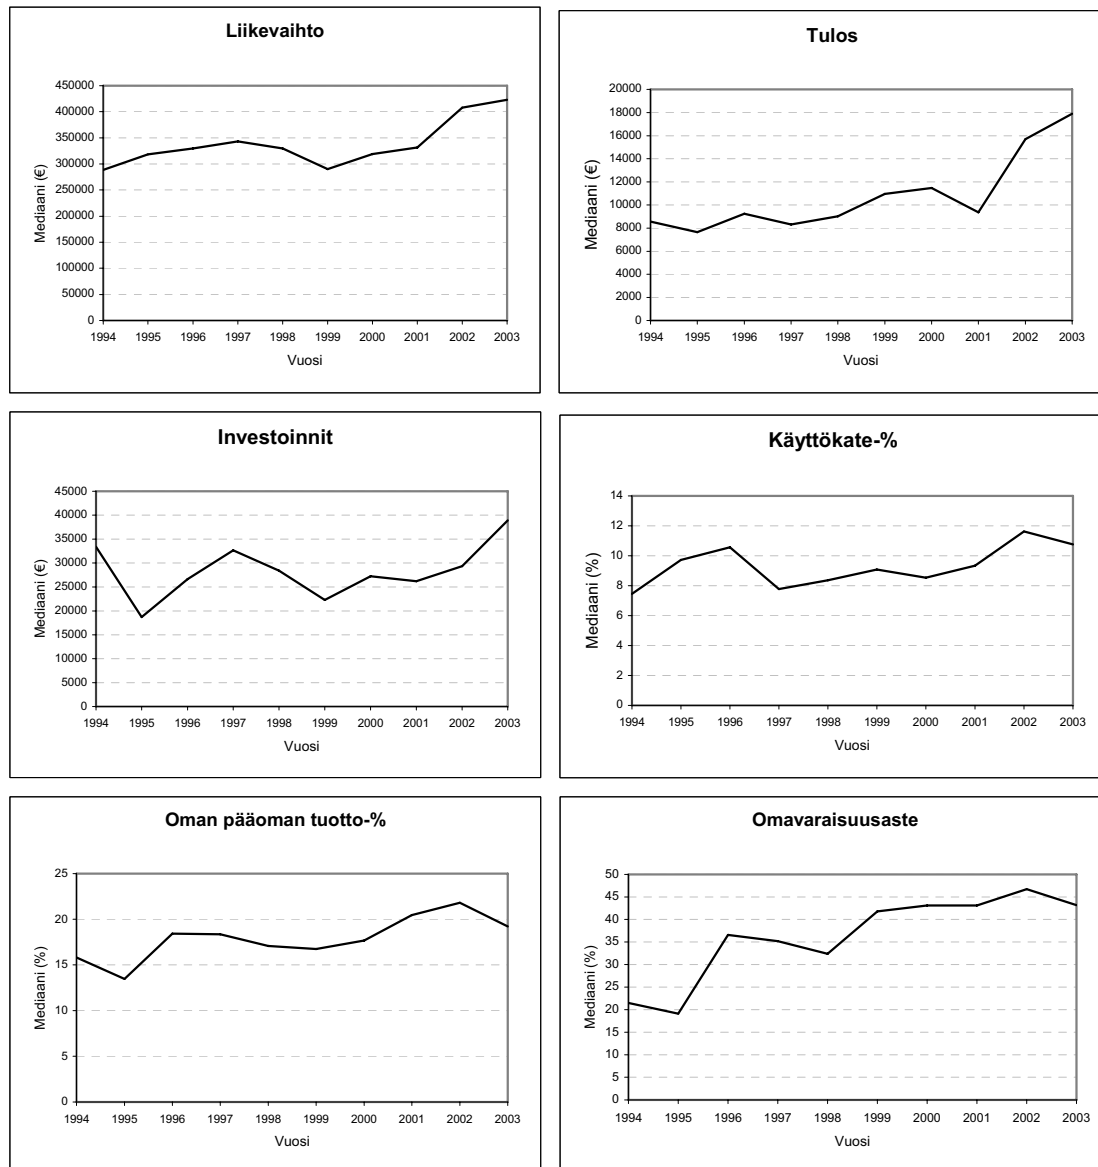 Liikevaihto
Mediaani (€)
450000
400000
350000
300000
250000
200000
150000
100000
50000
0
1994 1995 1996 1997 1998 1999 2000 2001 2002 2003
Vuosi
Tulos
Mediaani (€)
20000
18000
16000
14000
12000
10000
8000
6000
4000
2000
0
1994 1995 1996 1997 1998 1999 2000 2001 2002 2003
Vuosi
Investoinnit
Mediaani (€)
45000
40000
35000
30000
25000
20000
15000
10000
5000
0
1994 1995 1996 1997 1998 1999 2000 2001 2002 2003
Vuosi
Käyttökate-%
Mediaani (%)
14
12
10
8
6
4
2
0
1994 1995 1996 1997 1998 1999 2000 2001 2002 2003
Vuosi
Oman pääoman tuotto-%
Mediaani (%)
25
20
15
10
5
0
1994 1995 1996 1997 1998 1999 2000 2001 2002 2003
Vuosi
Omavaraisuusaste
Mediaani (%)
50
45
40
35
30
25
20
15
10
5
0
1994 1995 1996 1997 1998 1999 2000 2001 2002 2003
Vuosi